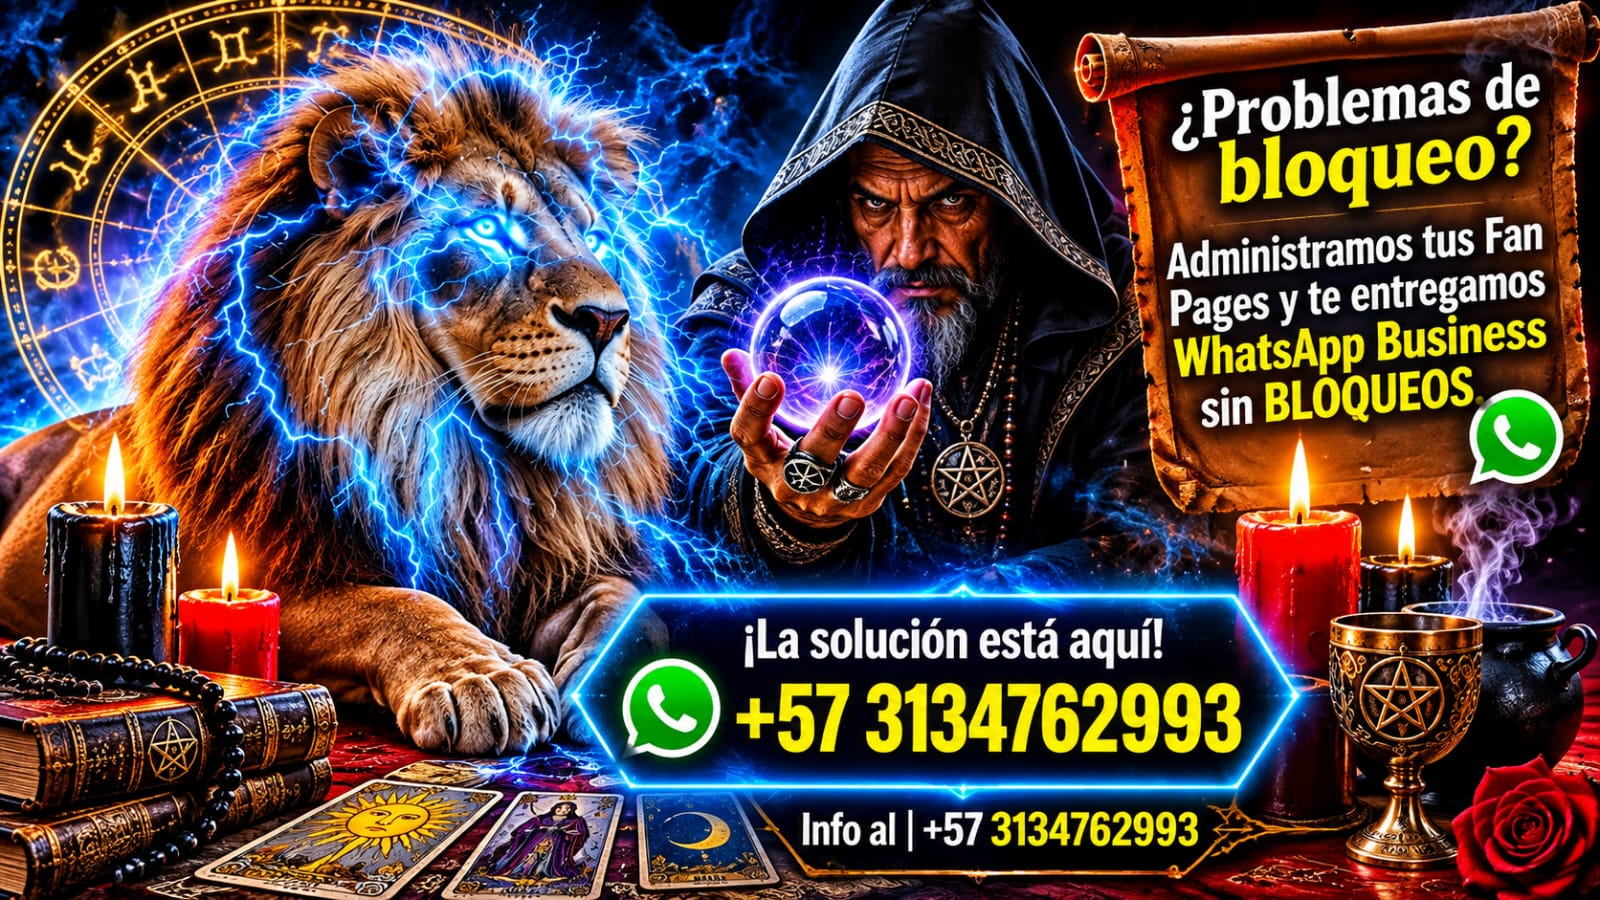 ¿Problemas de
bloqueo?
Administramos tus Fan
Pages y te entregamos
WhatsApp Business
sin BLOQUEOS.
¡La solución está aquí!
+57 3134762993
Info al | +57 3134762993